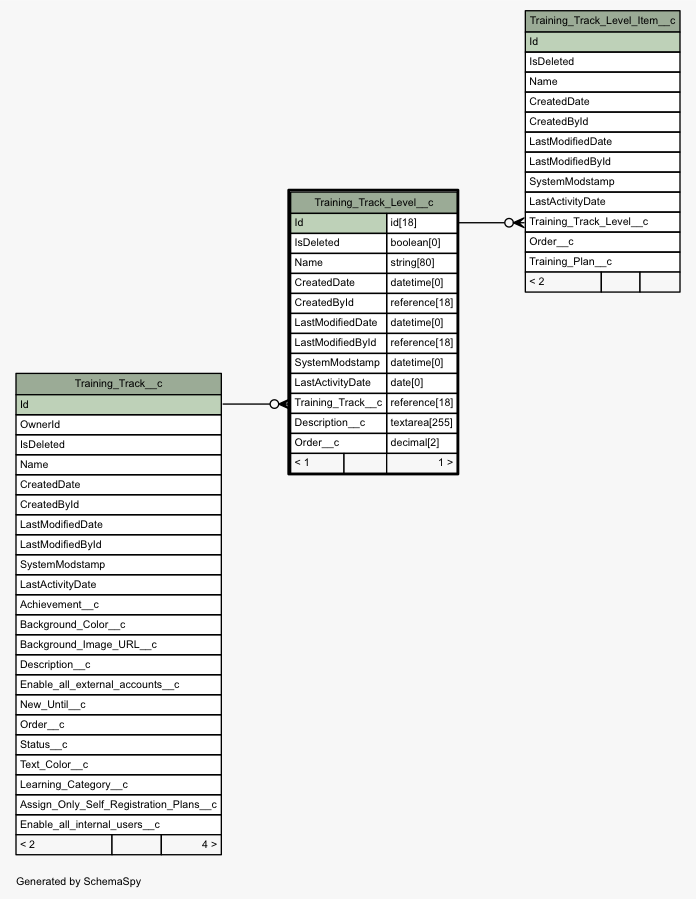 Training_Track_Level_Item__c
Id
IsDeleted
Name
CreatedDate
CreatedById
LastModifiedDate
LastModifiedById
SystemModstamp
LastActivityDate
Training_Track_Level__c
Order__c
Training_Plan__c
< 2
Training_Track_Level__c
Id id[18]
IsDeleted boolean[0]
Name string[80]
CreatedDate datetime[0]
CreatedById reference[18]
LastModifiedDate datetime[0]
LastModifiedById reference[18]
SystemModstamp datetime[0]
LastActivityDate date[0]
Training_Track__c reference[18]
Description__c textarea[255]
Order__c decimal[2]
< 1 1 >
Training_Track__c
Id
OwnerId
IsDeleted
Name
CreatedDate
CreatedById
LastModifiedDate
LastModifiedById
SystemModstamp
LastActivityDate
Achievement__c
Background_Color__c
Background_Image_URL__c
Description__c
Enable_all_external_accounts__c
New_Until__c
Order__c
Status__c
Text_Color__c
Learning_Category__c
Assign_Only_Self_Registration_Plans__c
Enable_all_internal_users__c
< 2 4 >
Generated by SchemaSpy